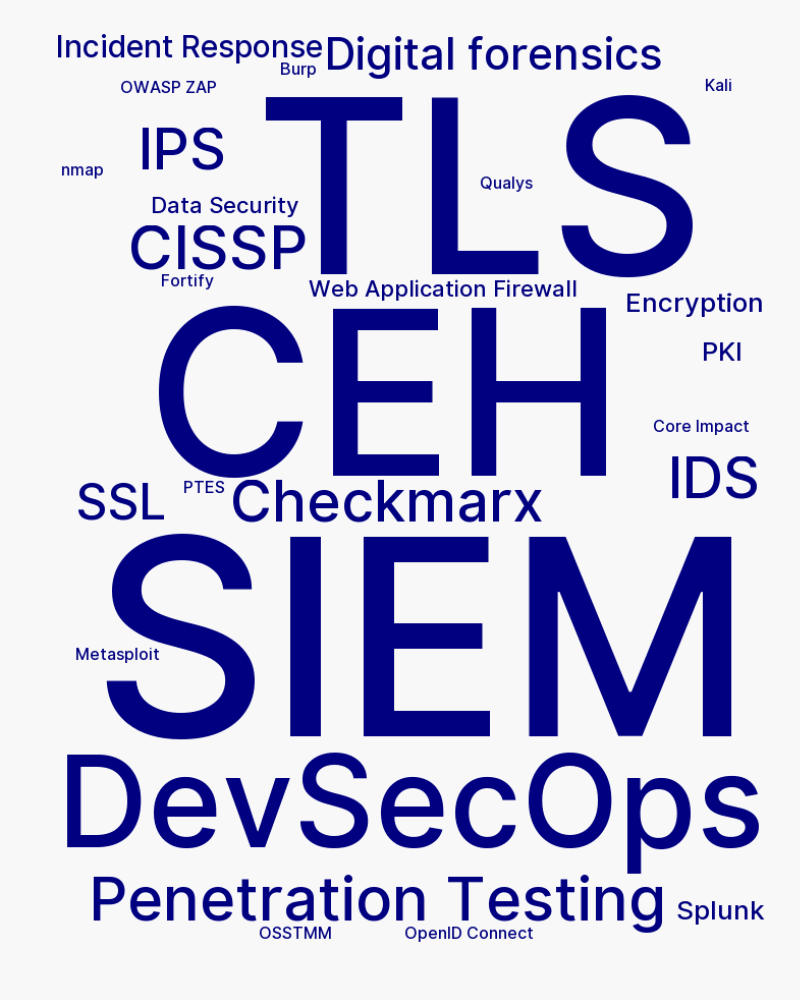 Incident Response
Digital forensics
Burp
OWASP ZAP
Kali
TLS
IPS
nmap
Qualys
Data Security
CISSP
Fortify
Web Application Firewall
Encryption
CEH
PKI
Core Impact
IDS
SSL
PTES
Checkmarx
SIEM
Metasploit
DevSecOps
Penetration Testing
Splunk
OSSTMM
OpenID Connect